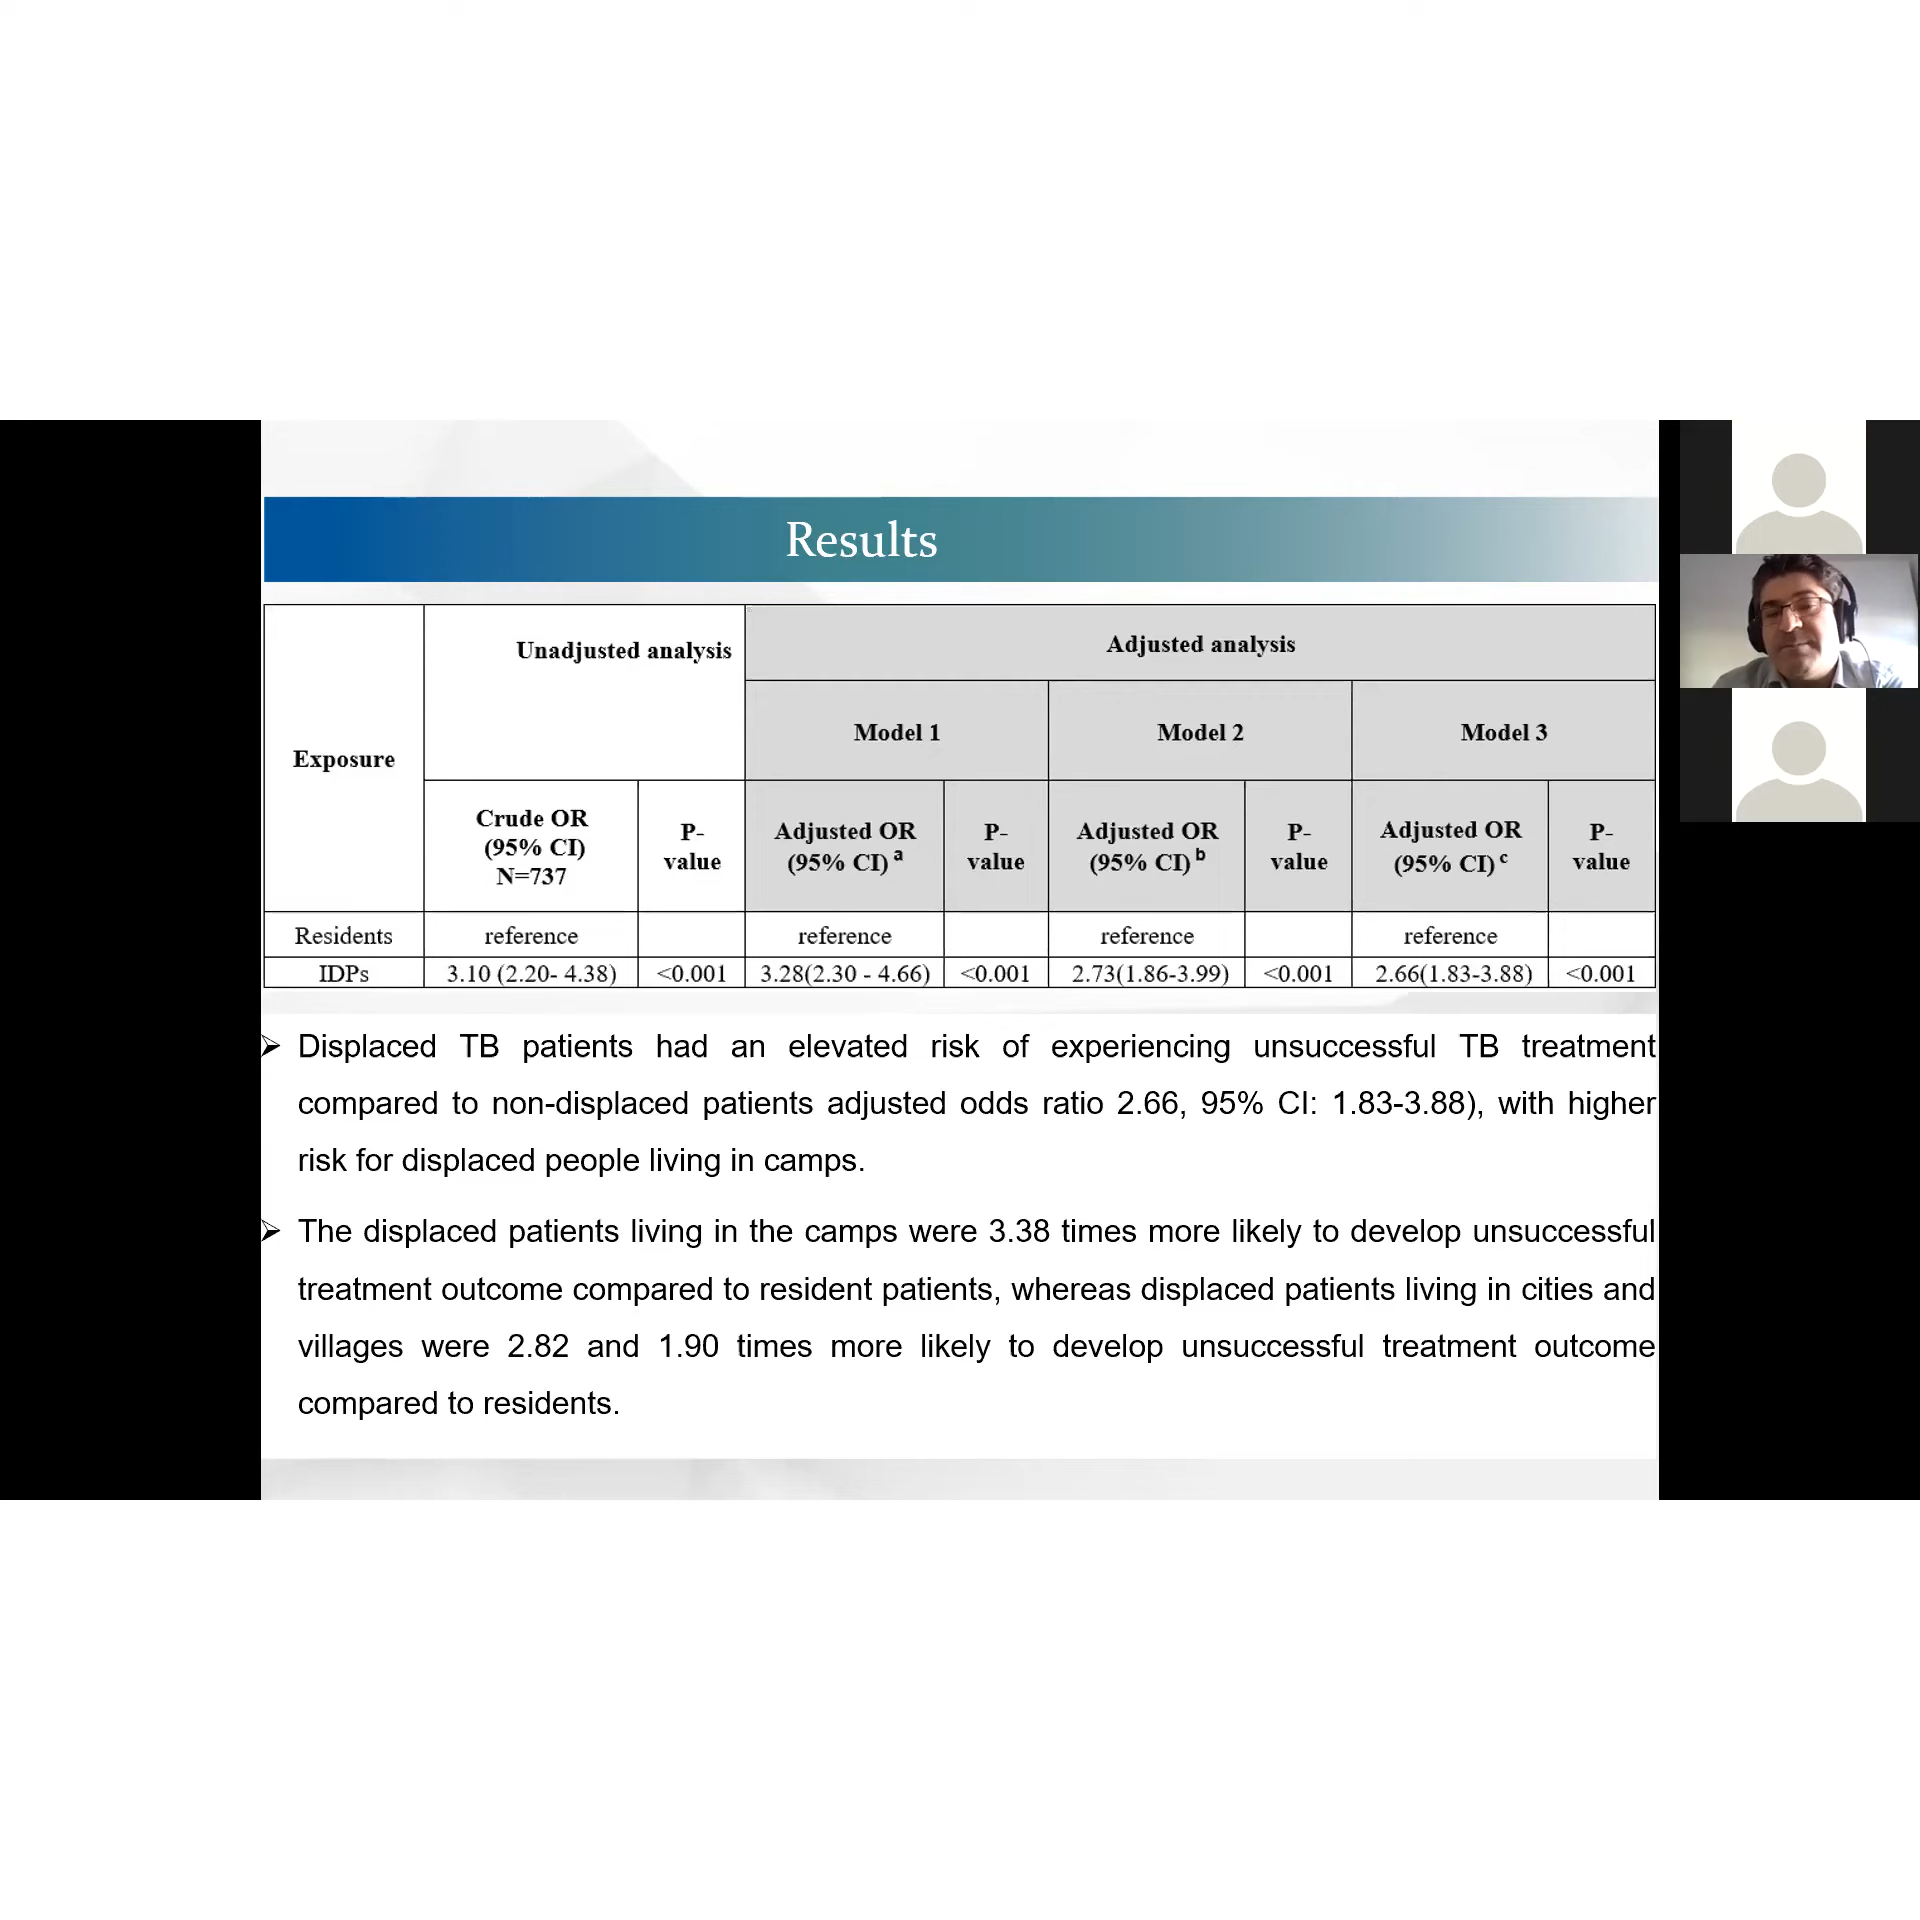 Results
Unadjusted analysis
Adjusted analysis
Model 1
Model 2
Model 3
Exposure
Crude OR
(95% CI)
N=737
P-
value
Adjusted OR
(95% CI) a
P-
value
Adjusted OR
(95% CI) b
P-
value
Adjusted OR
(95% CI) c
P-
value
Residents reference reference reference reference
IDPs 3.10 (2.20- 4.38) <0.001 3.28(2.30 - 4.66) <0.001 2.73(1.86-3.99) <0.001 2.66(1.83-3.88) <0.001
➢ Displaced TB patients had an elevated risk of experiencing unsuccessful TB treatment
compared to non-displaced patients adjusted odds ratio 2.66, 95% CI: 1.83-3.88), with higher
risk for displaced people living in camps.
➢ The displaced patients living in the camps were 3.38 times more likely to develop unsuccessful
treatment outcome compared to resident patients, whereas displaced patients living in cities and
villages were 2.82 and 1.90 times more likely to develop unsuccessful treatment outcome
compared to residents.